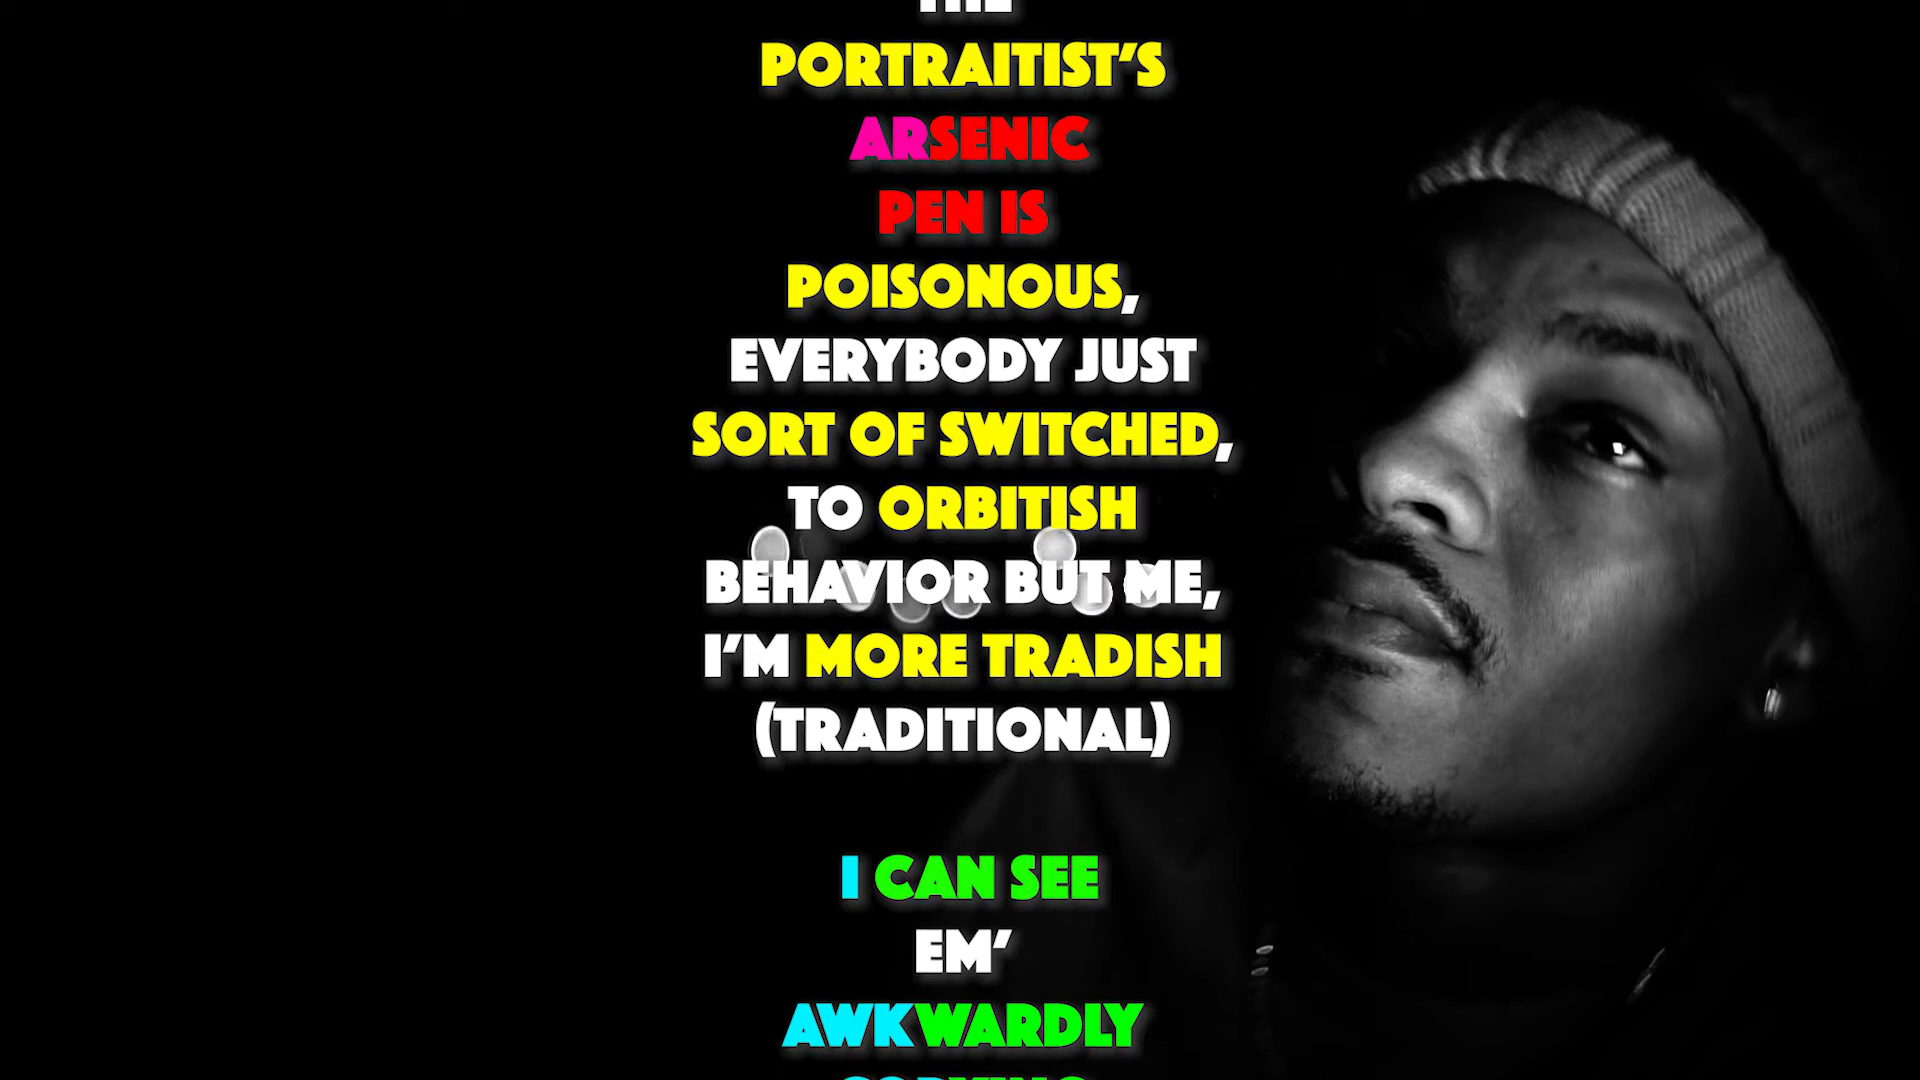 THE
PORTRAITIST'S
ARSENIC
PEN IS
POISONOUS,
EVERYBODY JUST
SORT OF SWITCHED,
TO ORBITISH
BEHAVIOR BUT ME,
I'M MORE TRADISH
(TRADITIONAL)
I CAN SEE
EM'
AWKWARDLY